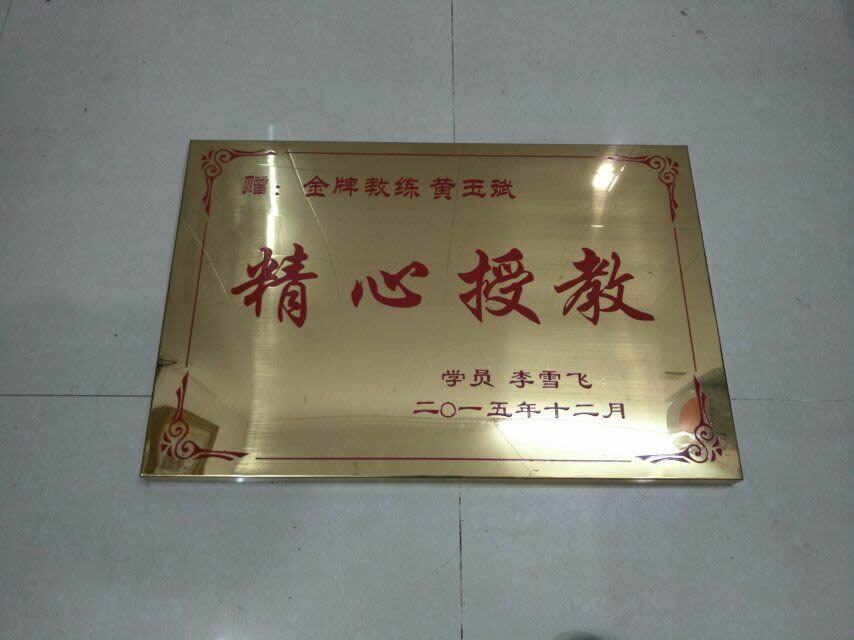 赠：金牌教练 黄玉斌
精心授教
学员 李雪飞
二〇一五年十二月